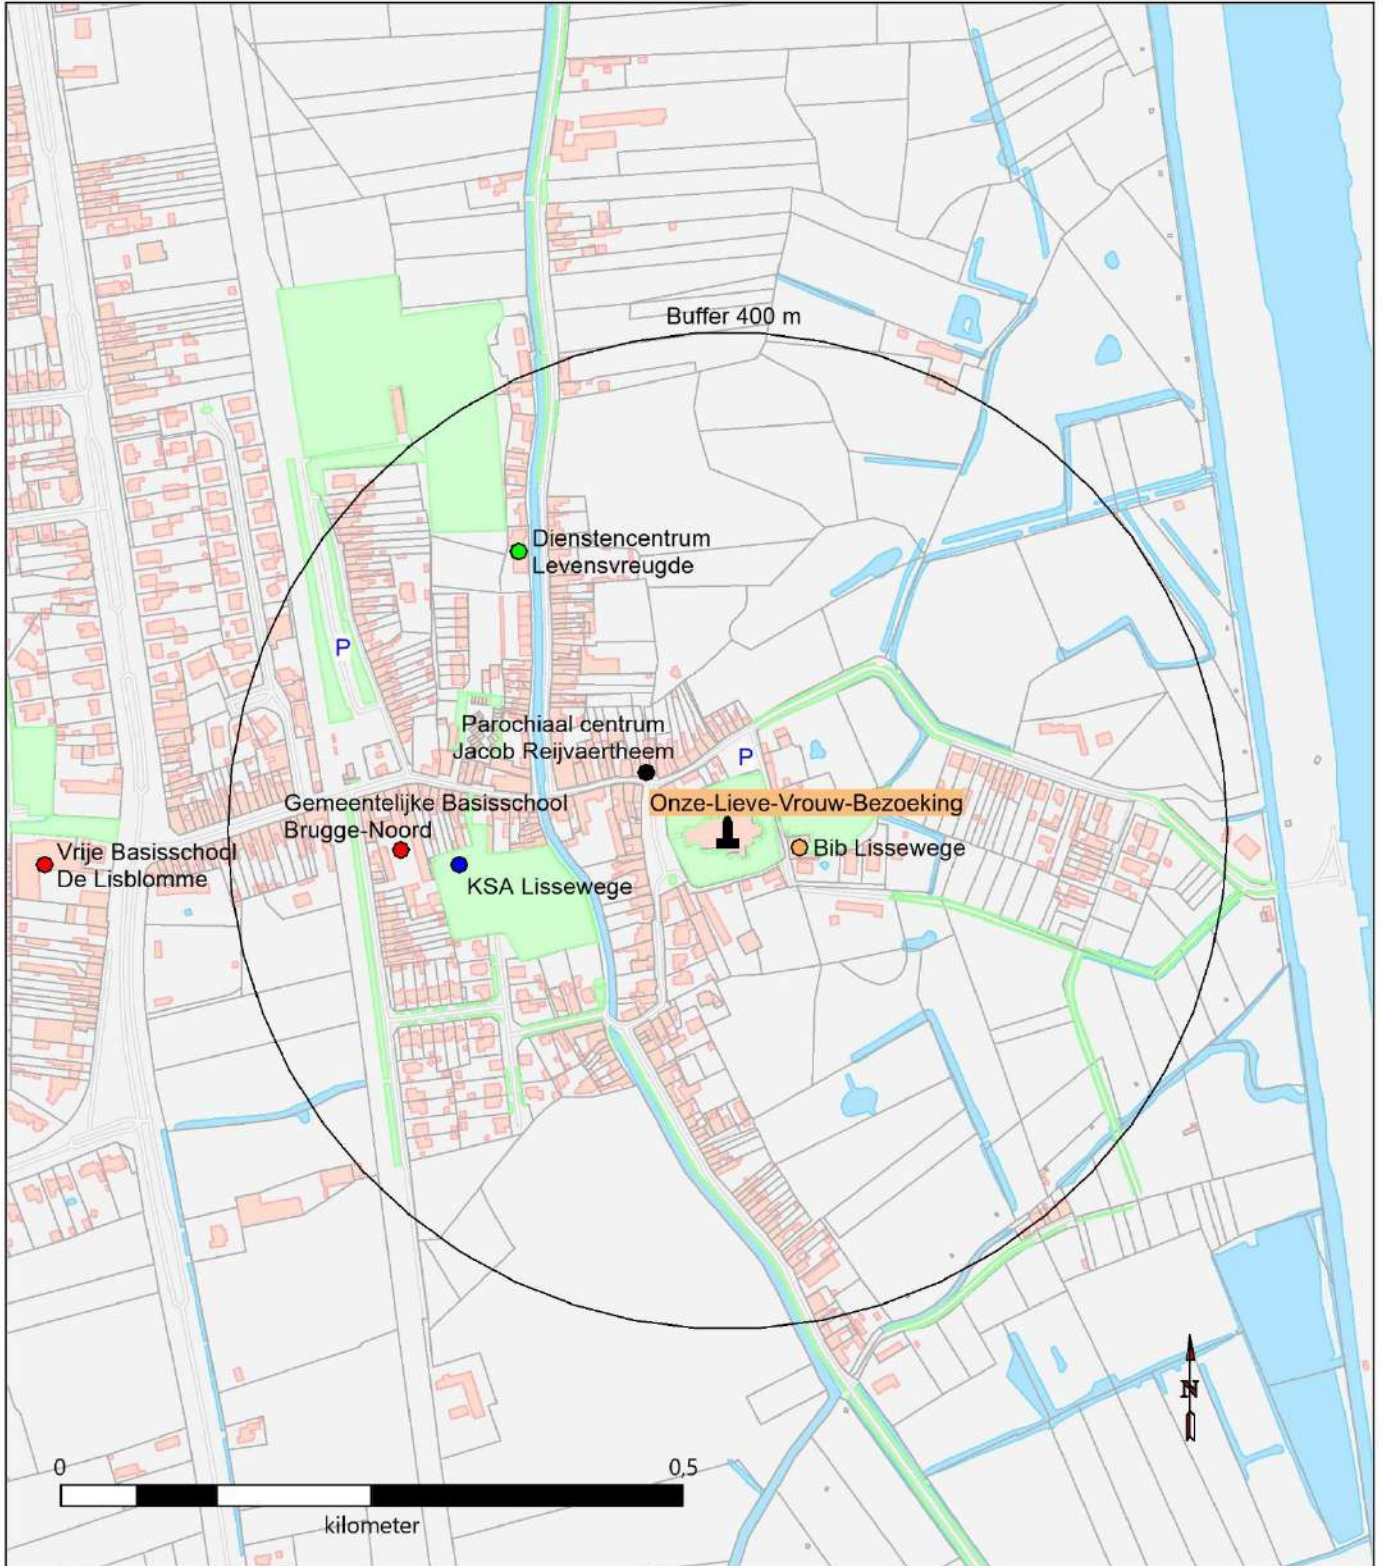 Buffer 400 m
Dienstencentrum
Levensvreugde
P
Parochiaal centrum
Jacob Reijvaertheem
P
Gemeentelijke Basisschool
Brugge-Noord
Onze-Lieve-Vrouw-Bezoeking
Vrije Basisschool
De Lisblomme
Bib Lissewege
KSA Lissewege
N
0
0,5
kilometer